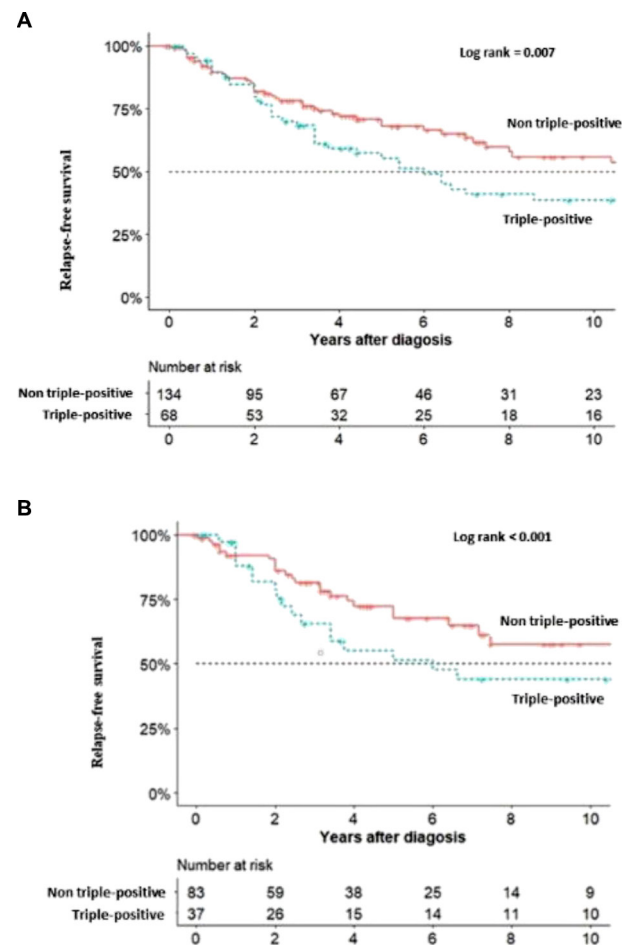 A
Log rank = 0.007
100%
75%
50%
25%
0%
Relapse-free survival
Non triple-positive
Triple-positive
0 2 4 6 8 10
Years after diagosis
Number at risk
Non triple-positive 134 95 67 46 31 23
Triple-positive 68 53 32 25 18 16
0 2 4 6 8 10
B
Log rank < 0.001
100%
75%
50%
25%
0%
Relapse-free survival
Non triple-positive
Triple-positive
0 2 4 6 8 10
Years after diagosis
Number at risk
Non triple-positive 83 59 38 25 14 9
Triple-positive 37 26 15 14 11 10
0 2 4 6 8 10